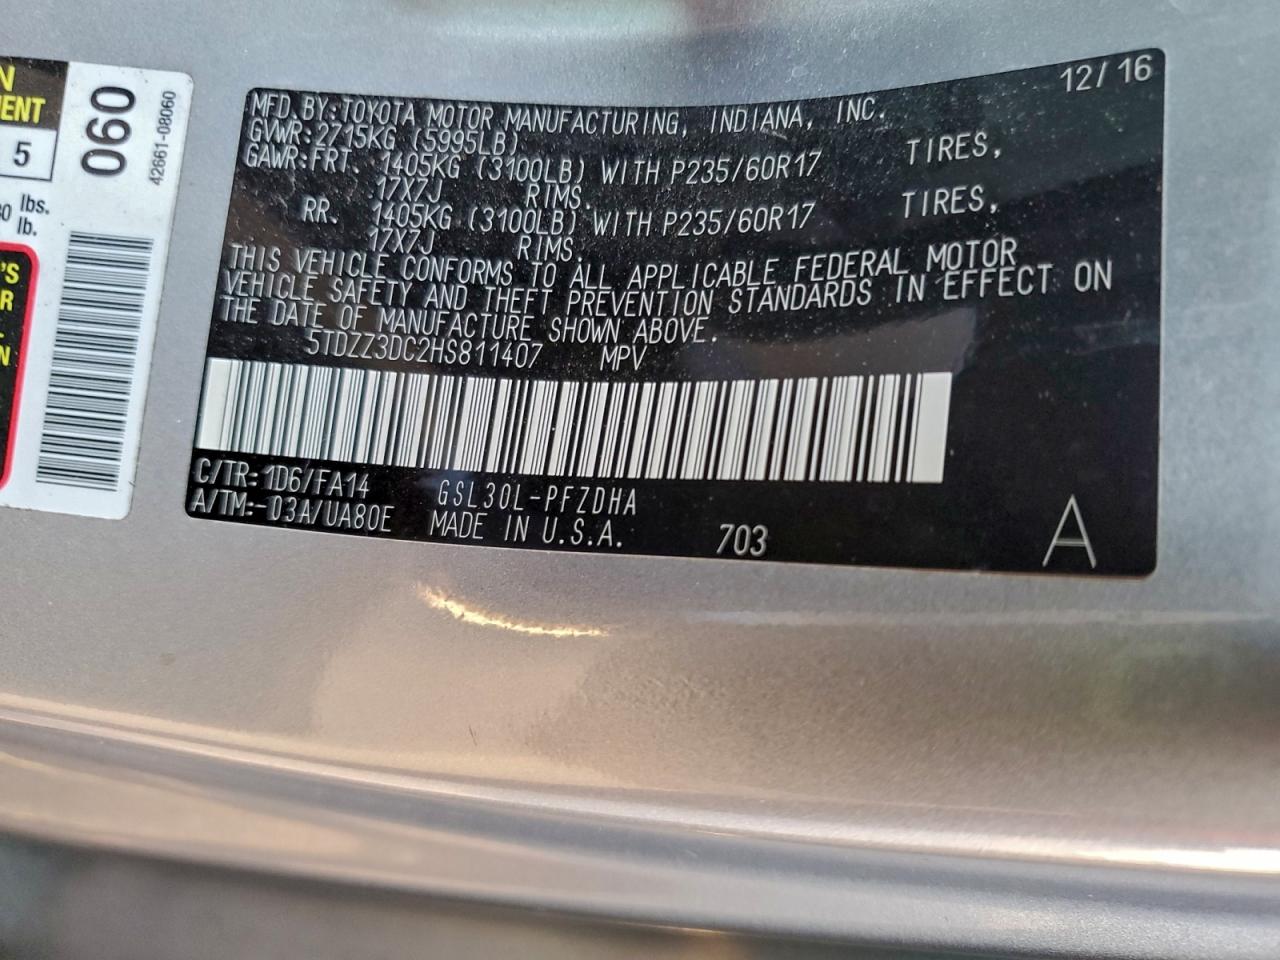 N
MENT
5
lbs.
lb.
'S
R
N
060
42661-08060
12/16
MFD. BY: TOYOTA MOTOR MANUFACTURING, INDIANA, INC.
GVWR: 2715KG (5995LB)
GAWR: FRT. 1405KG (3100LB) WITH P235/60R17 TIRES,
17X7J RIMS.
RR. 1405KG (3100LB) WITH P235/60R17 TIRES,
17X7J RIMS.
THIS VEHICLE CONFORMS TO ALL APPLICABLE FEDERAL MOTOR
VEHICLE SAFETY AND THEFT PREVENTION STANDARDS IN EFFECT ON
THE DATE OF MANUFACTURE SHOWN ABOVE.
5TDZZ3DC2HS811407 MPV
C/TR: 1D6/FA14 GSL30L-PFZDHA
A/TM:-03A/UA80E MADE IN U.S.A. 703
A